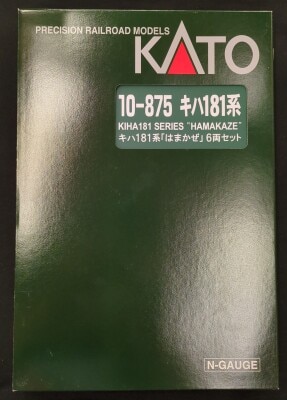 PRECISION RAILROAD MODELS
KATO
10-875 キハ181系
KIHA181 SERIES "HAMAKAZE"
キハ181系「はまかぜ」6両セット
N-GAUGE